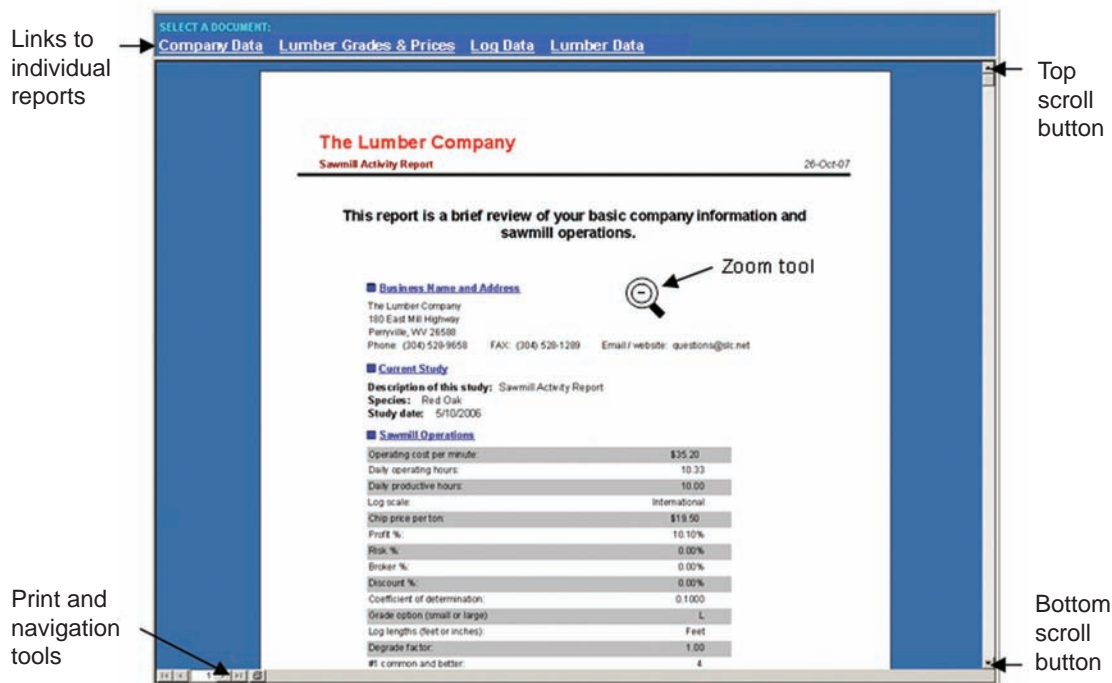 SELECT A DOCUMENT:
Company Data Lumber Grades & Prices Log Data Lumber Data
Links to
individual
reports
Top
scroll
button
The Lumber Company
Sawmill Activity Report 26-Oct-07
This report is a brief review of your basic company information and
sawmill operations.
Zoom tool
Business Name and Address
The Lumber Company
180 East Mill Highway
Perryville, WV 26588
Phone: (304) 528-9658 FAX: (304) 528-1289 Email / website: questions@slc.net
Current Study
Description of this study: Sawmill Activity Report
Species: Red Oak
Study date: 5/10/2006
Sawmill Operations
Operating cost per minute: $35.20
Daily operating hours: 10.33
Daily productive hours: 10.00
Log scale: International
Chip price per ton: $19.50
Profit %: 10.10%
Risk %: 0.00%
Broker %: 0.00%
Discount %: 0.00%
Coefficient of determination: 0.1000
Grade option (small or large) L
Log lengths (feet or inches): Feet
Degrade factor: 1.00
#1 common and better: 4
Print and
navigation
tools
1
Bottom
scroll
button